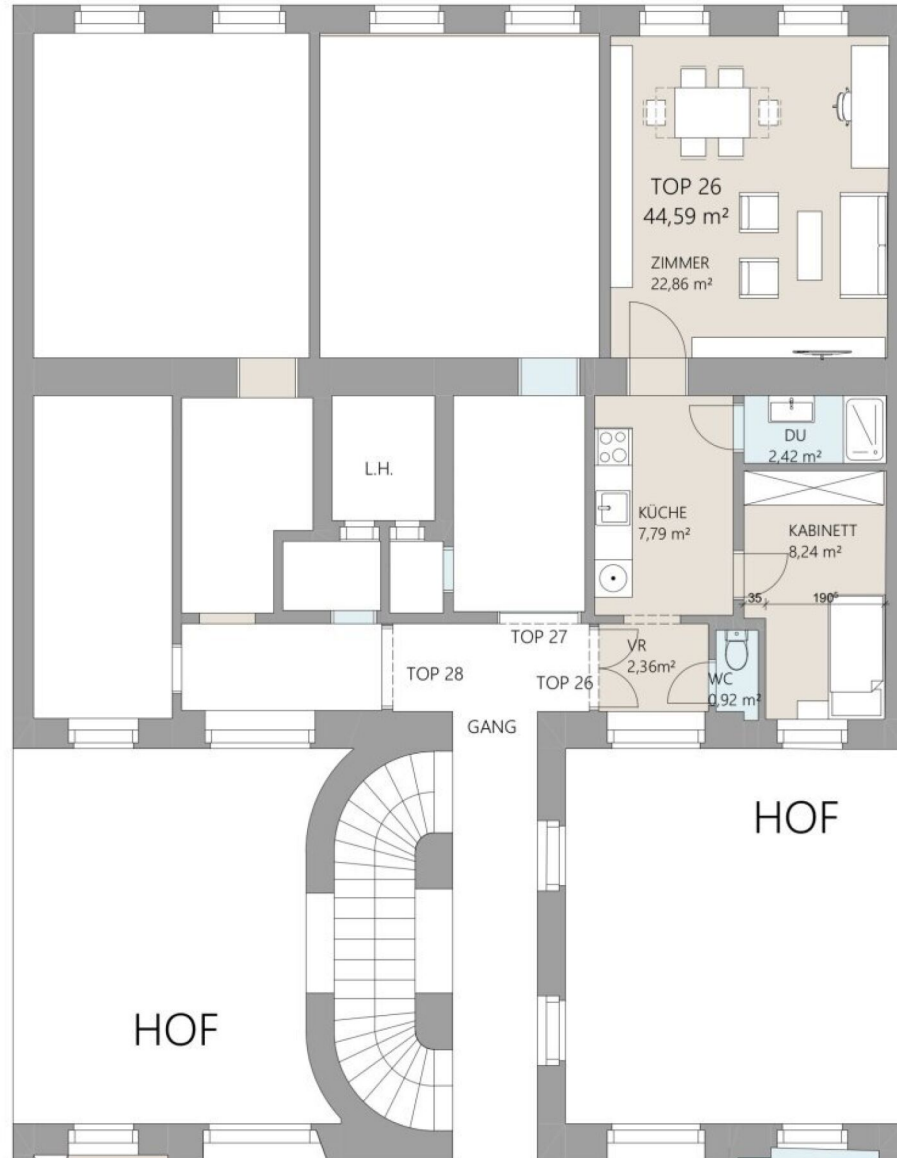 TOP 26
44,59 m²
ZIMMER
22,86 m²
DU
2,42 m²
L.H.
KÜCHE
7,79 m²
KABINETT
8,24 m²
35
190⁵
TOP 27
VR
2,36m²
TOP 28
TOP 26
WC
0,92 m²
GANG
HOF
HOF